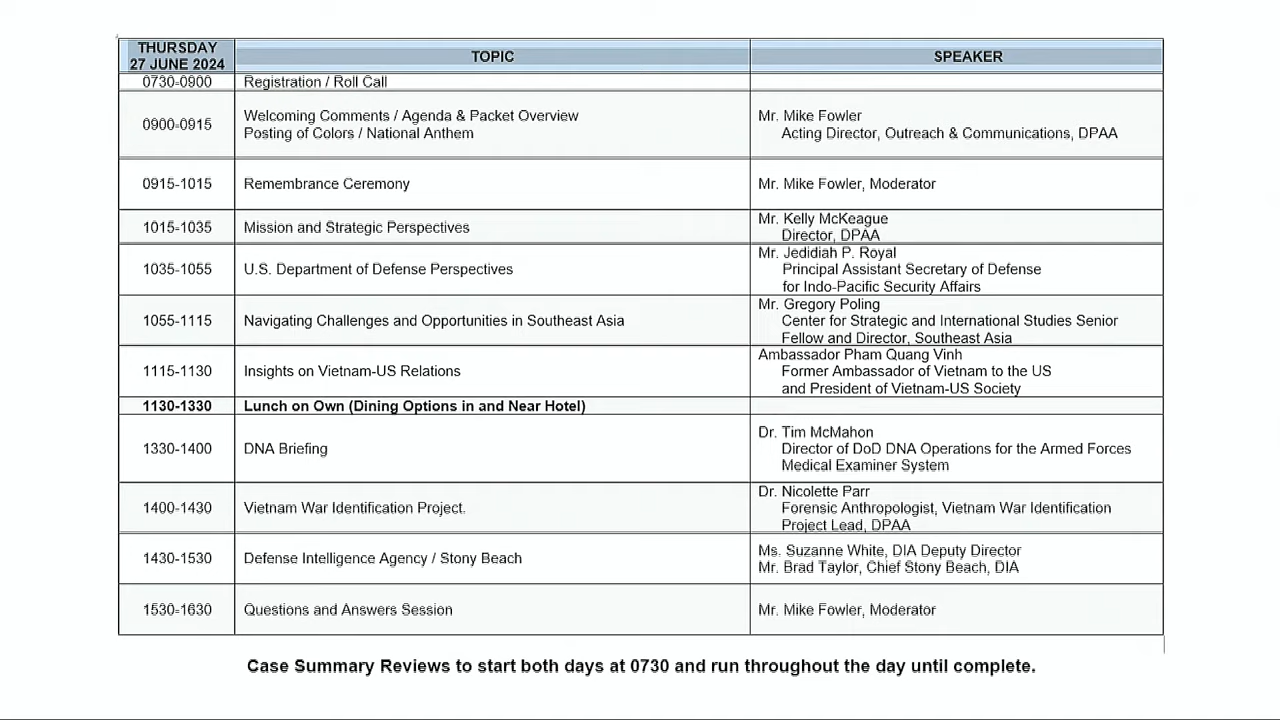 THURSDAY
27 JUNE 2024
TOPIC
SPEAKER
0730-0900
Registration / Roll Call
0900-0915
Welcoming Comments / Agenda & Packet Overview
Posting of Colors / National Anthem
Mr. Mike Fowler
Acting Director, Outreach & Communications, DPAA
0915-1015
Remembrance Ceremony
Mr. Mike Fowler, Moderator
1015-1035
Mission and Strategic Perspectives
Mr. Kelly McKeague
Director, DPAA
1035-1055
U.S. Department of Defense Perspectives
Mr. Jedidiah P. Royal
Principal Assistant Secretary of Defense
for Indo-Pacific Security Affairs
1055-1115
Navigating Challenges and Opportunities in Southeast Asia
Mr. Gregory Poling
Center for Strategic and International Studies Senior
Fellow and Director, Southeast Asia
1115-1130
Insights on Vietnam-US Relations
Ambassador Pham Quang Vinh
Former Ambassador of Vietnam to the US
and President of Vietnam-US Society
1130-1330
Lunch on Own (Dining Options in and Near Hotel)
1330-1400
DNA Briefing
Dr. Tim McMahon
Director of DoD DNA Operations for the Armed Forces
Medical Examiner System
1400-1430
Vietnam War Identification Project.
Dr. Nicolette Parr
Forensic Anthropologist, Vietnam War Identification
Project Lead, DPAA
1430-1530
Defense Intelligence Agency / Stony Beach
Ms. Suzanne White, DIA Deputy Director
Mr. Brad Taylor, Chief Stony Beach, DIA
1530-1630
Questions and Answers Session
Mr. Mike Fowler, Moderator
Case Summary Reviews to start both days at 0730 and run throughout the day until complete.